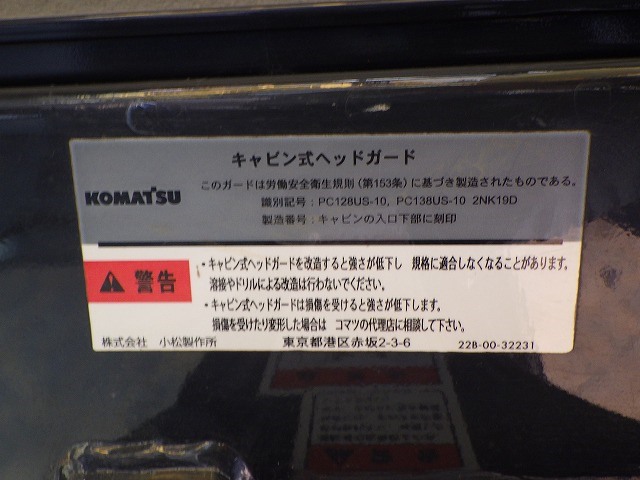 キャビン式ヘッドガード
KOMATSU
このガードは労働安全衛生規則（第153条）に基づき製造されたものである。
識別記号：PC128US-10, PC138US-10 2NK19D
製造番号：キャビンの入口下部に刻印
警告
・キャビン式ヘッドガードを改造すると強さが低下し 規格に適合しなくなることがあります。
溶接やドリルによる改造は行わないでください。
・キャビン式ヘッドガードは損傷を受けると強さが低下します。
損傷を受けたり変形した場合は コマツの代理店に相談して下さい。
株式会社 小松製作所 東京都港区赤坂2-3-6 22B-00-32231